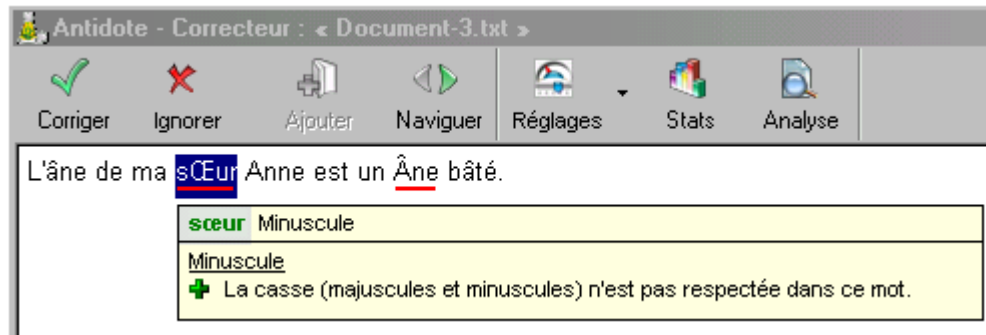 Antidote - Correcteur : « Document-3.txt »
Corriger Ignorer Ajouter Naviguer Réglages Stats Analyse
L'âne de ma sŒur Anne est un Âne bâté.
sœur Minuscule
Minuscule
La casse (majuscules et minuscules) n'est pas respectée dans ce mot.